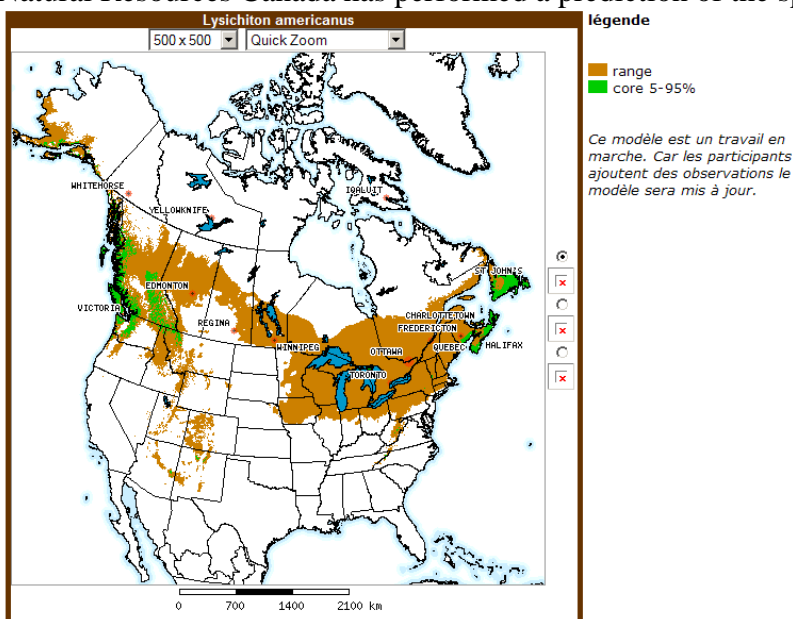 Natural Resources Canada has performed a prediction of the sp
Lysichiton americanus
500 x 500 Quick Zoom
légende
range
core 5-95%
Ce modèle est un travail en
marche. Car les participants
ajoutent des observations le
modèle sera mis à jour.
WHITEHORSE
IQALUIT
YELLOWKNIFE
ST JOHN'S
EDMONTON
VICTORIA
CHARLOTTETOWN
REGINA
FREDERICTON
WINNIPEG
QUEBEC
HALIFAX
OTTAWA
TORONTO
0 700 1400 2100 km